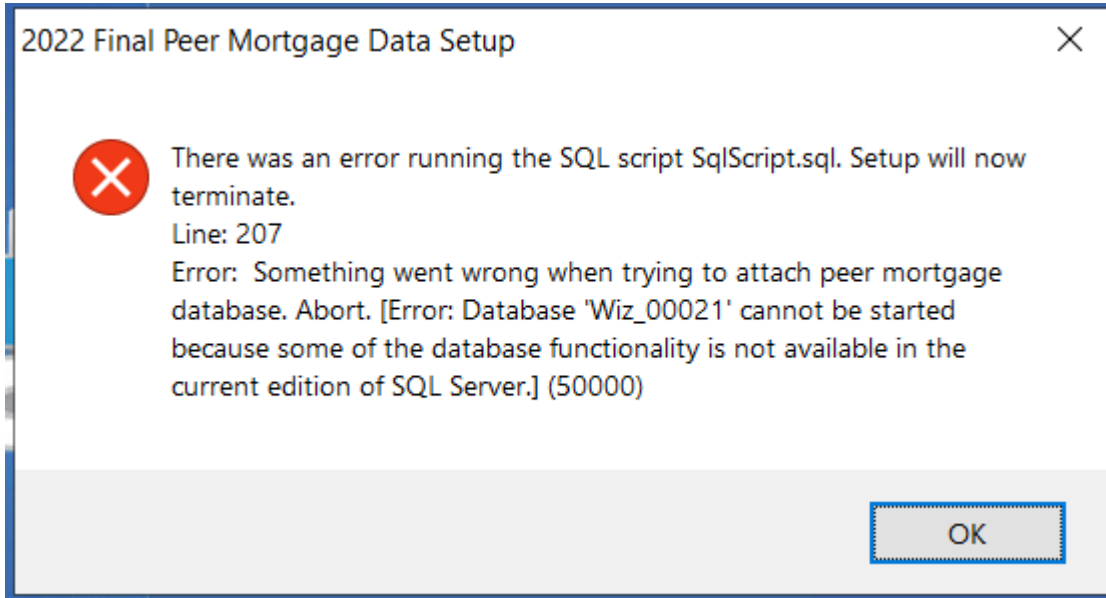 2022 Final Peer Mortgage Data Setup
There was an error running the SQL script SqlScript.sql. Setup will now
terminate.
Line: 207
Error:  Something went wrong when trying to attach peer mortgage
database. Abort. [Error: Database 'Wiz_00021' cannot be started
because some of the database functionality is not available in the
current edition of SQL Server.] (50000)
OK